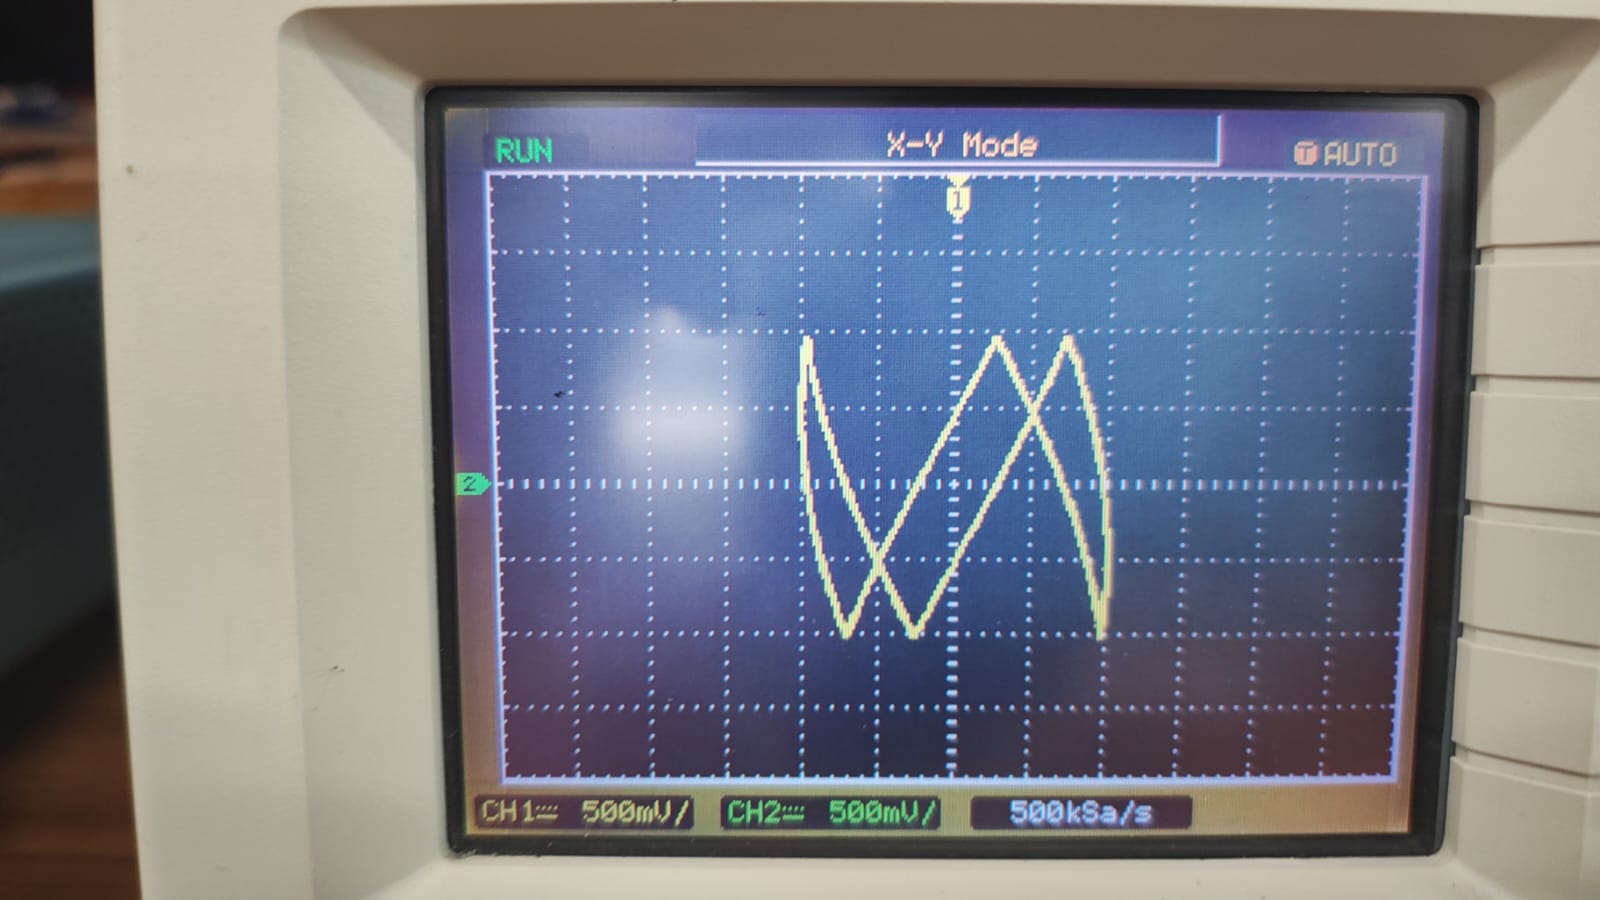 RUN
X-Y Mode
T AUTO
1
2
CH1 500mV/
CH2 500mV/
500kSa/s